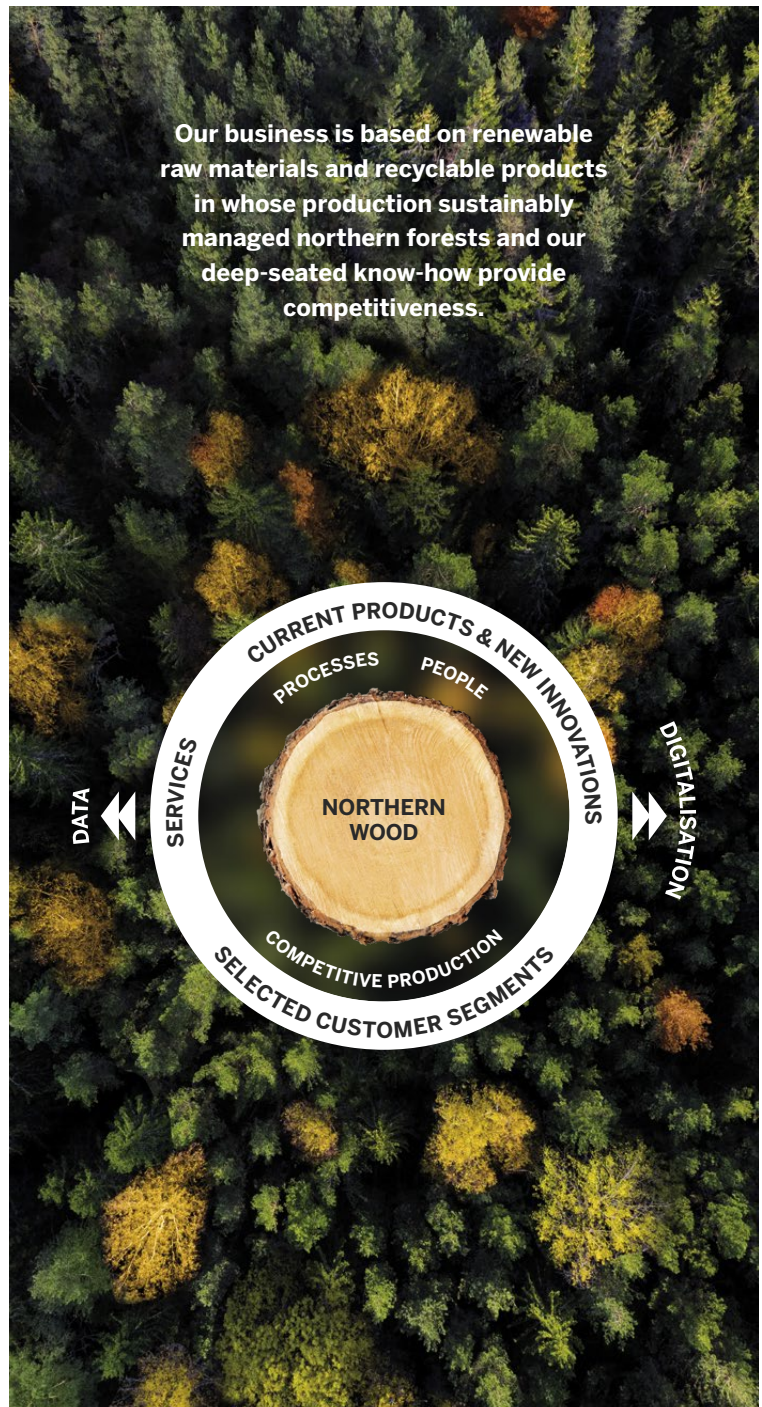 Our business is based on renewable
raw materials and recyclable products
in whose production sustainably
managed northern forests and our
deep-seated know-how provide
competitiveness.
CURRENT PRODUCTS & NEW INNOVATIONS
PROCESSES
PEOPLE
SERVICES
DATA
NORTHERN
WOOD
DIGITALISATION
COMPETITIVE PRODUCTION
SELECTED CUSTOMER SEGMENTS